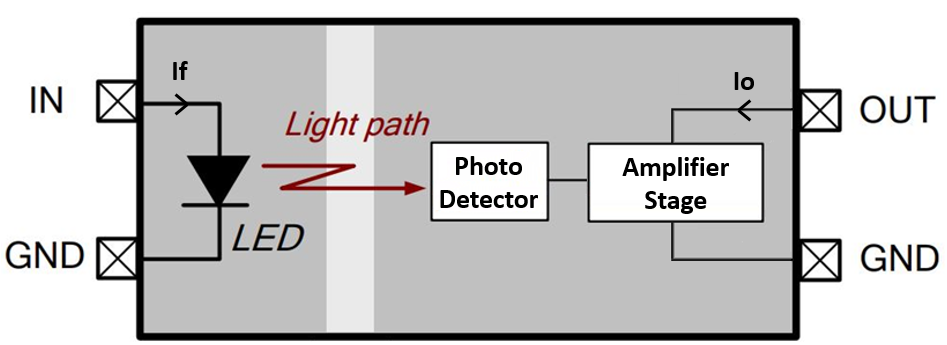 If
Io
IN
OUT
Light path
Photo
Detector
Amplifier
Stage
LED
GND
GND